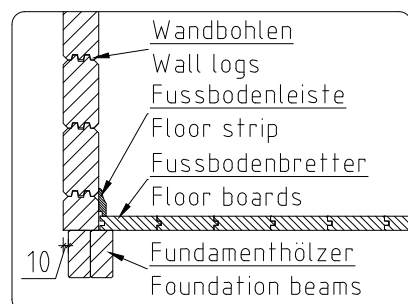 Wandbohlen
Wall logs
Fussbodenleiste
Floor strip
Fussbodenbretter
Floor boards
10
Fundamenthölzer
Foundation beams